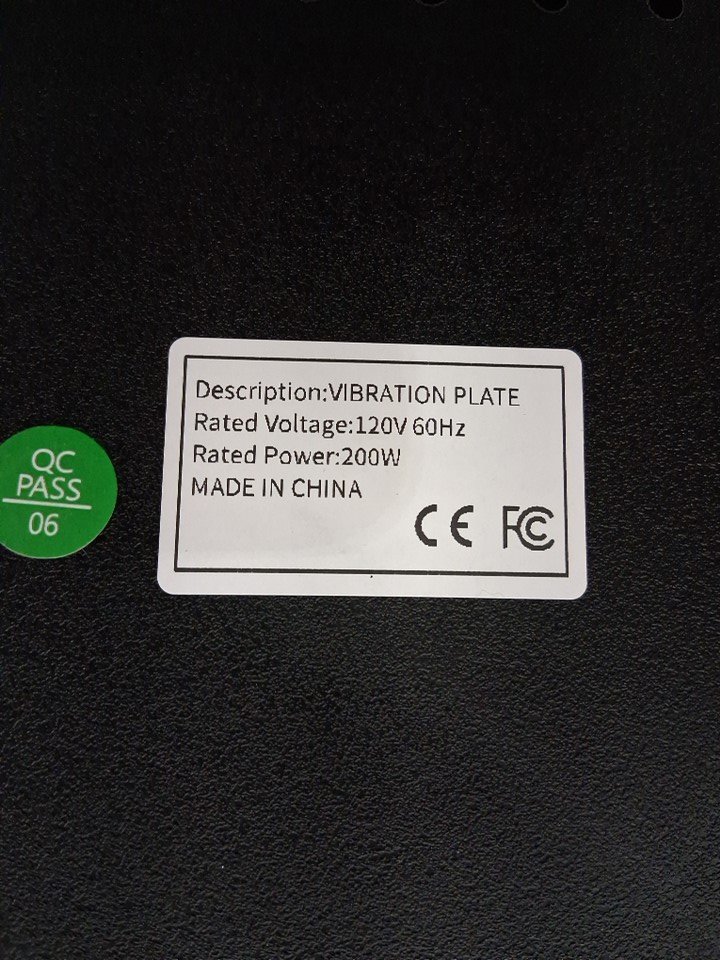 Description:VIBRATION PLATE
Rated Voltage:120V 60Hz
Rated Power:200W
MADE IN CHINA
CE FC
QC
PASS
06